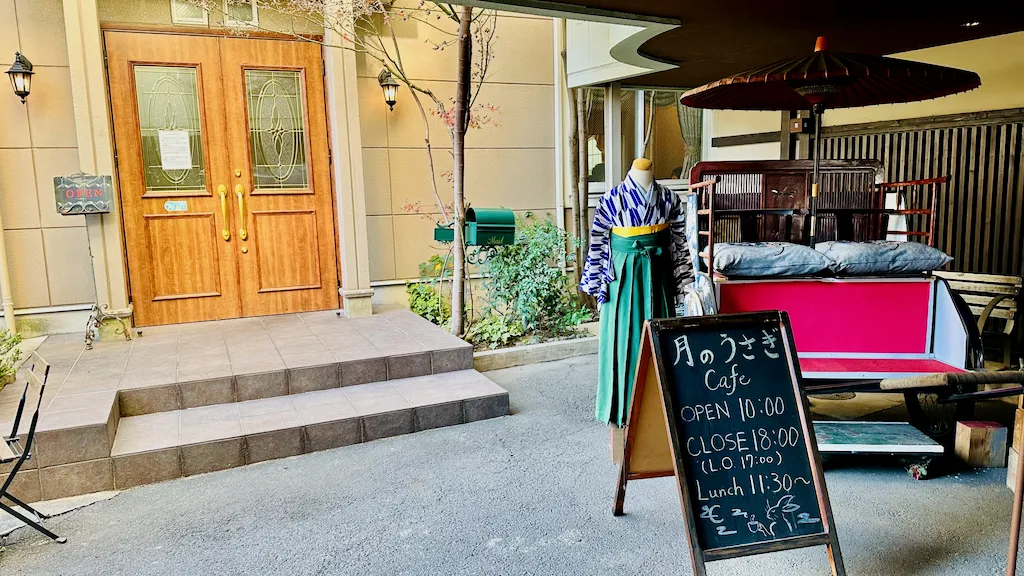 OPEN
月のうさぎ
Cafe
OPEN 10:00
CLOSE 18:00
(L.O. 17:00)
Lunch 11:30〜